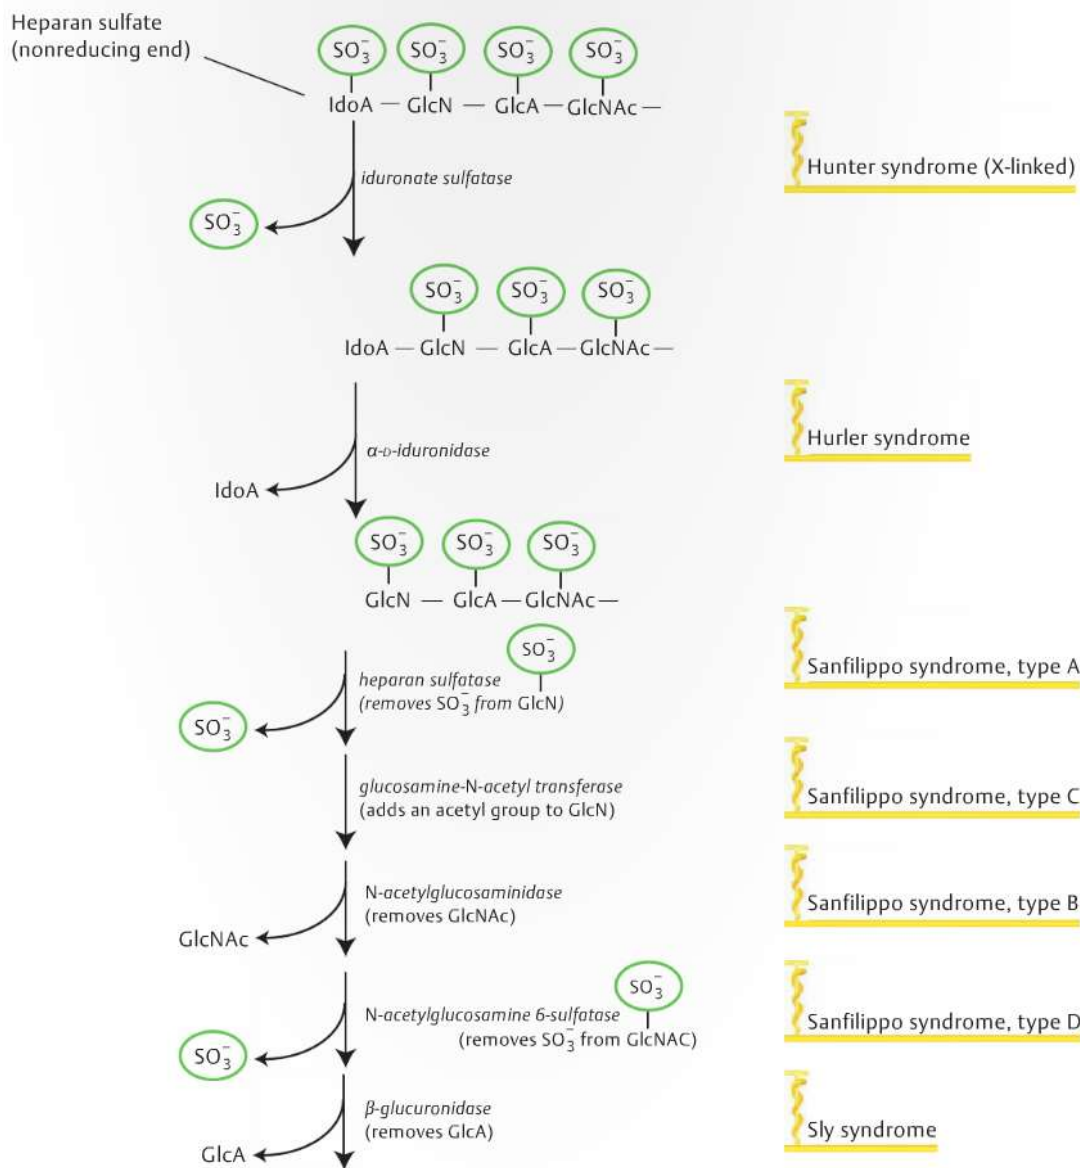 Heparan sulfate
(nonreducing end)
SO₃⁻ SO₃⁻ SO₃⁻ SO₃⁻
IdoA — GlcN — GlcA — GlcNAc —
Hunter syndrome (X-linked)
iduronate sulfatase
SO₃⁻
SO₃⁻ SO₃⁻ SO₃⁻
IdoA — GlcN — GlcA — GlcNAc —
Hurler syndrome
α-D-iduronidase
IdoA
SO₃⁻ SO₃⁻ SO₃⁻
GlcN — GlcA — GlcNAc —
SO₃⁻
Sanfilippo syndrome, type A
heparan sulfatase
(removes SO₃⁻ from GlcN)
SO₃⁻
glucosamine-N-acetyl transferase
(adds an acetyl group to GlcN)
Sanfilippo syndrome, type C
N-acetylglucosaminidase
(removes GlcNAc)
Sanfilippo syndrome, type B
GlcNAc
SO₃⁻
N-acetylglucosamine 6-sulfatase
(removes SO₃⁻ from GlcNAC)
Sanfilippo syndrome, type D
SO₃⁻
β-glucuronidase
(removes GlcA)
Sly syndrome
GlcA